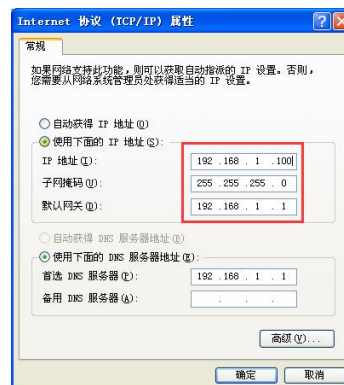 Internet 协议 (TCP/IP) 属性
常规
如果网络支持此功能，则可以获取自动指派的 IP 设置。否则，
您需要从网络系统管理员处获得适当的 IP 设置。
自动获得 IP 地址(O)
使用下面的 IP 地址(S):
IP 地址(I): 192 .168 . 1 .100
子网掩码(U): 255 .255 .255 . 0
默认网关(D): 192 .168 . 1 . 1
自动获得 DNS 服务器地址(B)
使用下面的 DNS 服务器地址(E):
首选 DNS 服务器(P): 192 .168 . 1 . 1
备用 DNS 服务器(A): . . .
高级(V)...
确定 取消